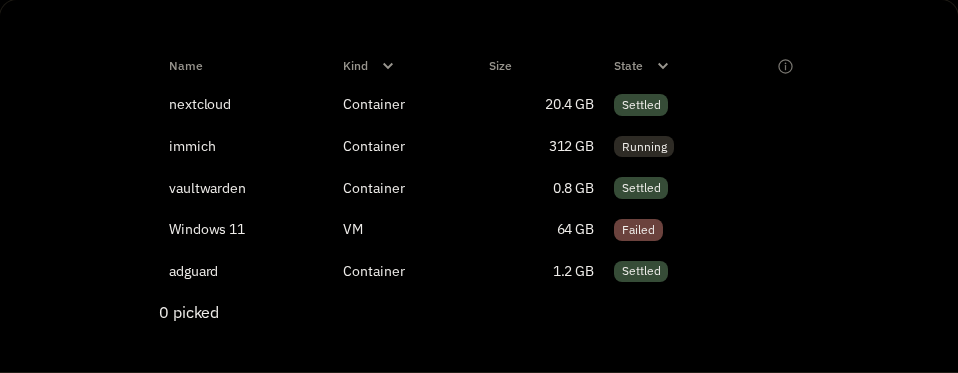 Name Kind Size State
nextcloud Container 20.4 GB Settled
immich Container 312 GB Running
vaultwarden Container 0.8 GB Settled
Windows 11 VM 64 GB Failed
adguard Container 1.2 GB Settled
0 picked